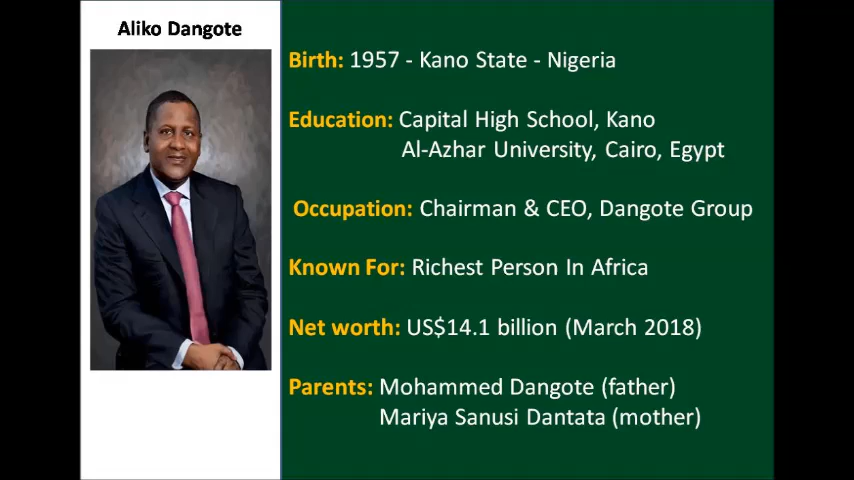 Aliko Dangote
Birth: 1957 - Kano State - Nigeria
Education: Capital High School, Kano
Al-Azhar University, Cairo, Egypt
Occupation: Chairman & CEO, Dangote Group
Known For: Richest Person In Africa
Net worth: US$14.1 billion (March 2018)
Parents: Mohammed Dangote (father)
Mariya Sanusi Dantata (mother)